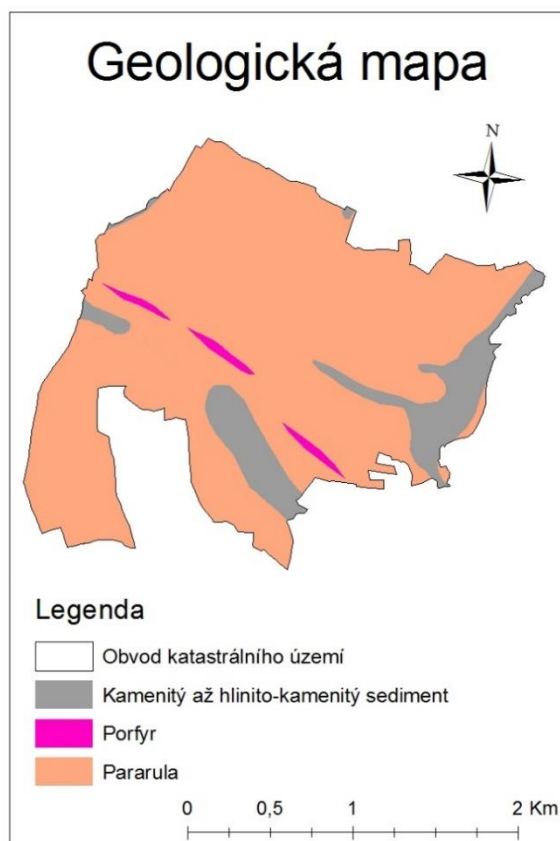 Geologická mapa
N
Legenda
Obvod katastrálního území
Kamenitý až hlinito-kamenitý sediment
Porfyr
Pararula
0 0,5 1 2 Km